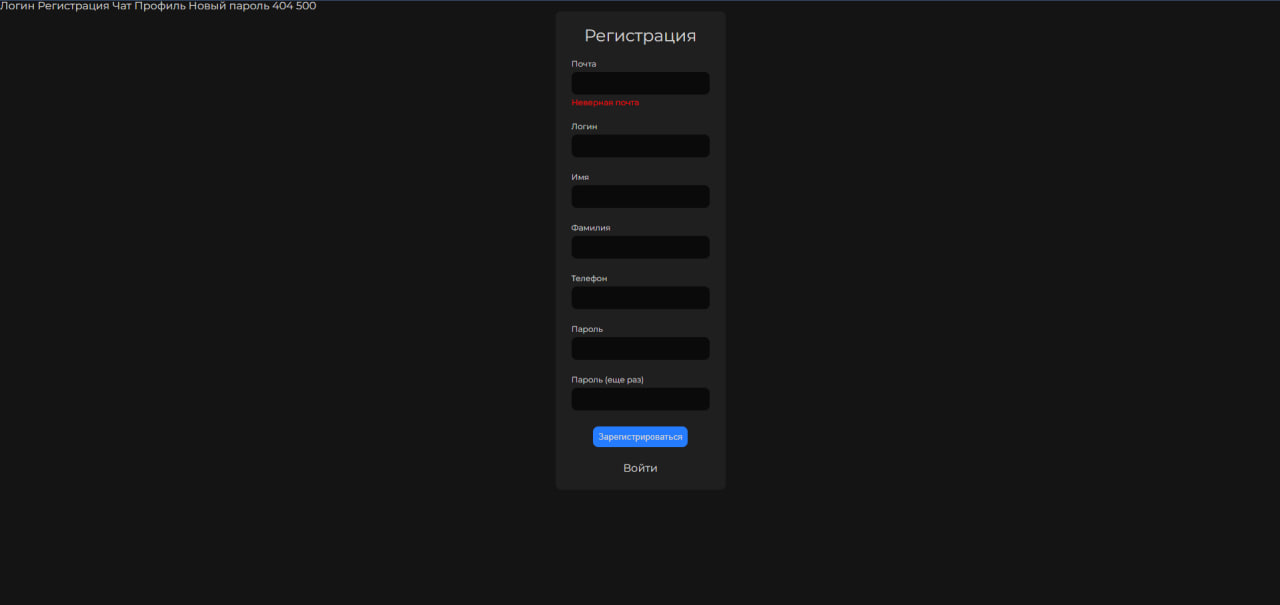 Логин Регистрация Чат Профиль Новый пароль 404 500
Регистрация
Почта
Неверная почта
Логин
Имя
Фамилия
Телефон
Пароль
Пароль (еще раз)
Зарегистрироваться
Войти